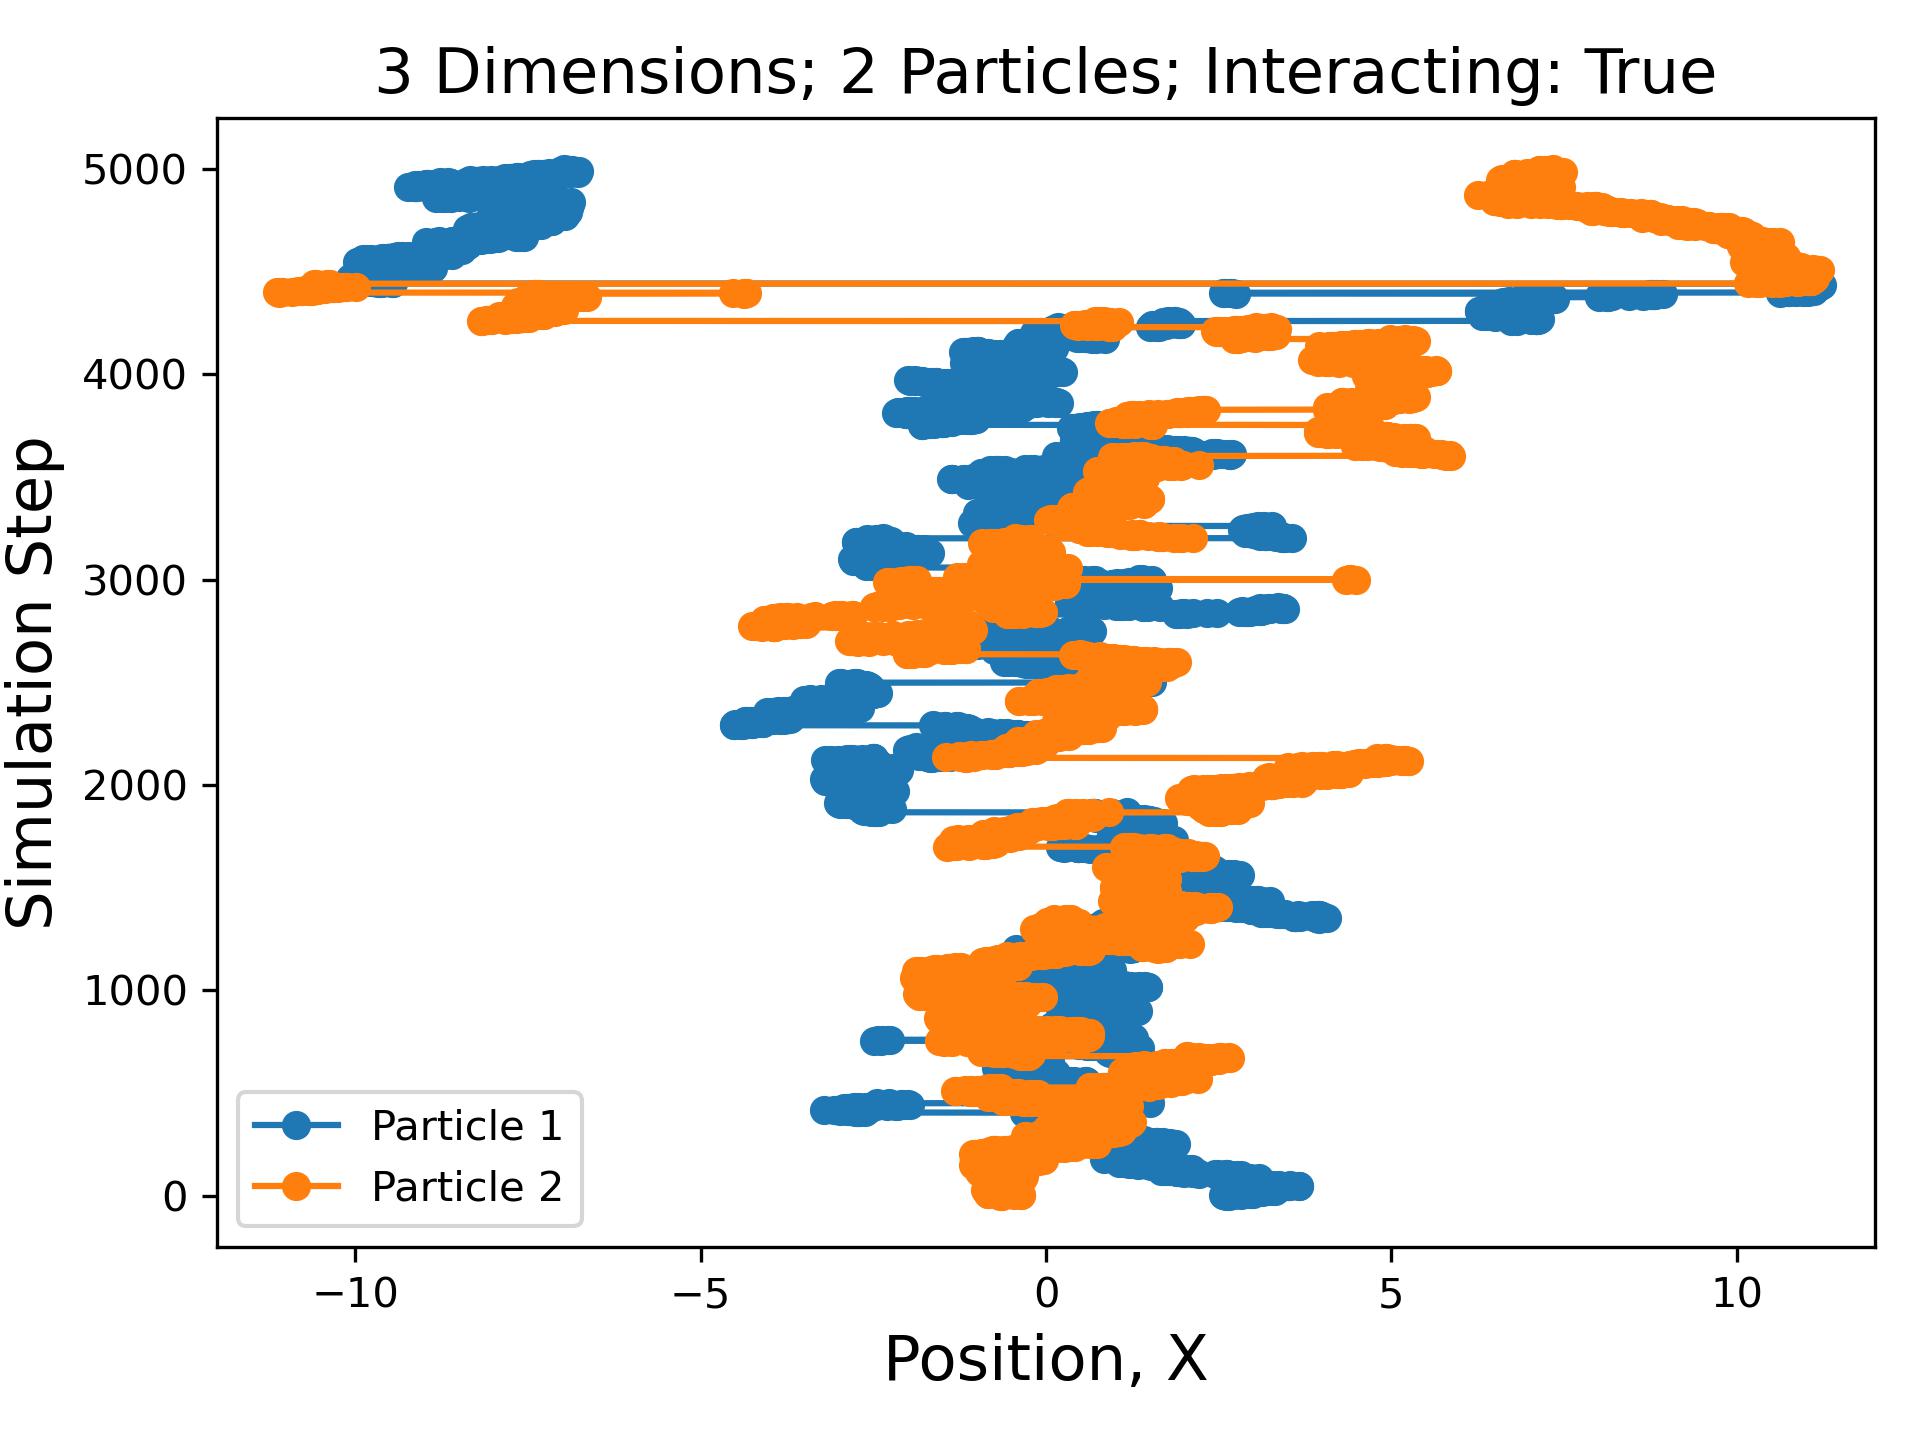 3 Dimensions; 2 Particles; Interacting: True
Simulation Step
5000
4000
3000
2000
1000
0
Particle 1
Particle 2
−10
−5
0
5
10
Position, X